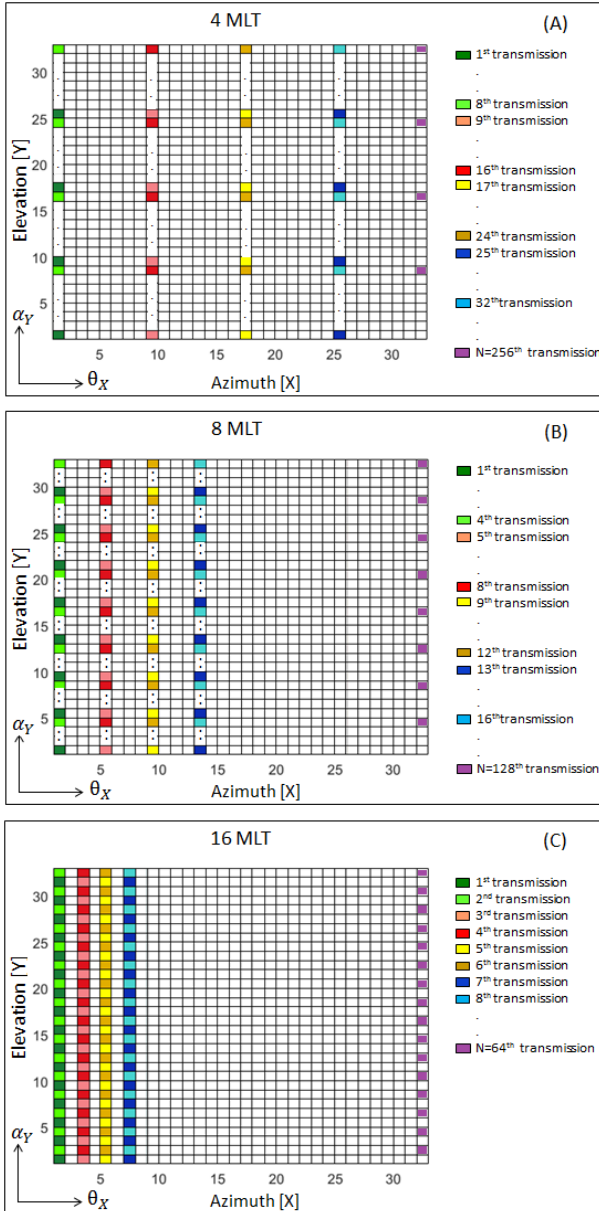 4 MLT
(A)
Elevation [Y]
30
25
20
15
10
5
α_Y
θ_X
5 10 15 20 25 30
Azimuth [X]
1st transmission
.
.
8th transmission
9th transmission
.
.
16th transmission
17th transmission
.
.
24th transmission
25th transmission
.
.
32th transmission
.
.
N=256th transmission
8 MLT
(B)
Elevation [Y]
30
25
20
15
10
5
α_Y
θ_X
5 10 15 20 25 30
Azimuth [X]
1st transmission
.
.
4th transmission
5th transmission
.
.
8th transmission
9th transmission
.
.
12th transmission
13th transmission
.
.
16th transmission
.
.
N=128th transmission
16 MLT
(C)
Elevation [Y]
30
25
20
15
10
5
α_Y
θ_X
5 10 15 20 25 30
Azimuth [X]
1st transmission
2nd transmission
3rd transmission
4th transmission
5th transmission
6th transmission
7th transmission
8th transmission
.
.
N=64th transmission